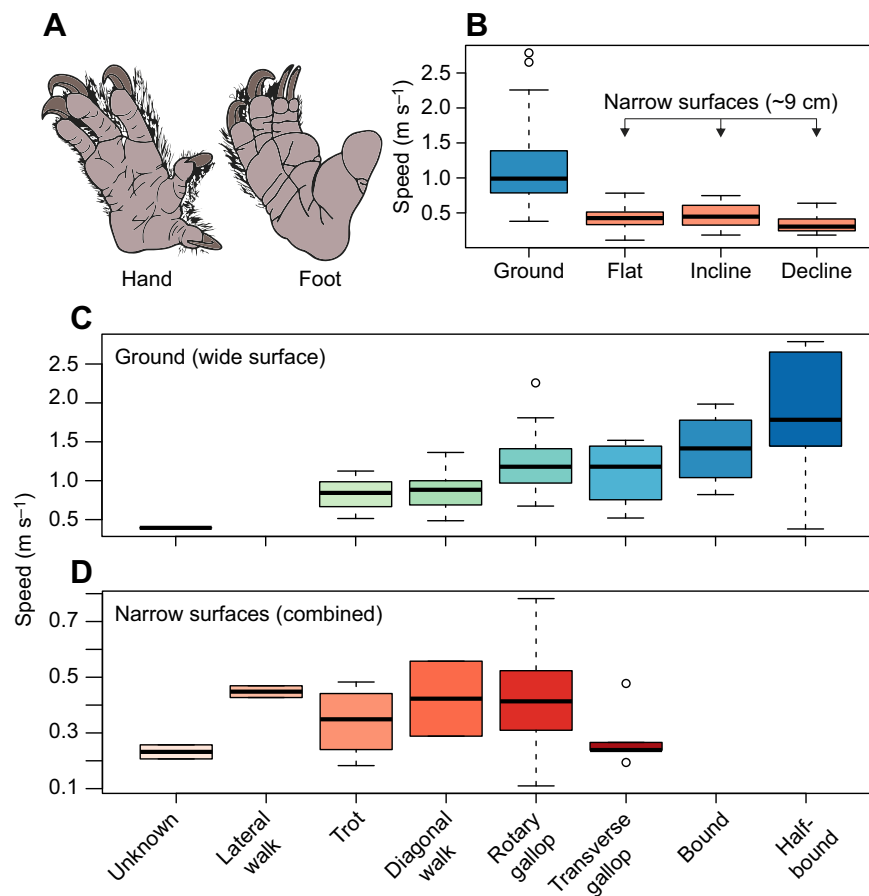 A
Hand
Foot
B
Speed (m s⁻¹)
2.5
2.0
1.5
1.0
0.5
Narrow surfaces (~9 cm)
Ground
Flat
Incline
Decline
C
Ground (wide surface)
2.5
2.0
1.5
1.0
0.5
Speed (m s⁻¹)
D
Narrow surfaces (combined)
0.7
0.5
0.3
0.1
Unknown
Lateral
walk
Trot
Diagonal
walk
Rotary
gallop
Transverse
gallop
Bound
Half-
bound